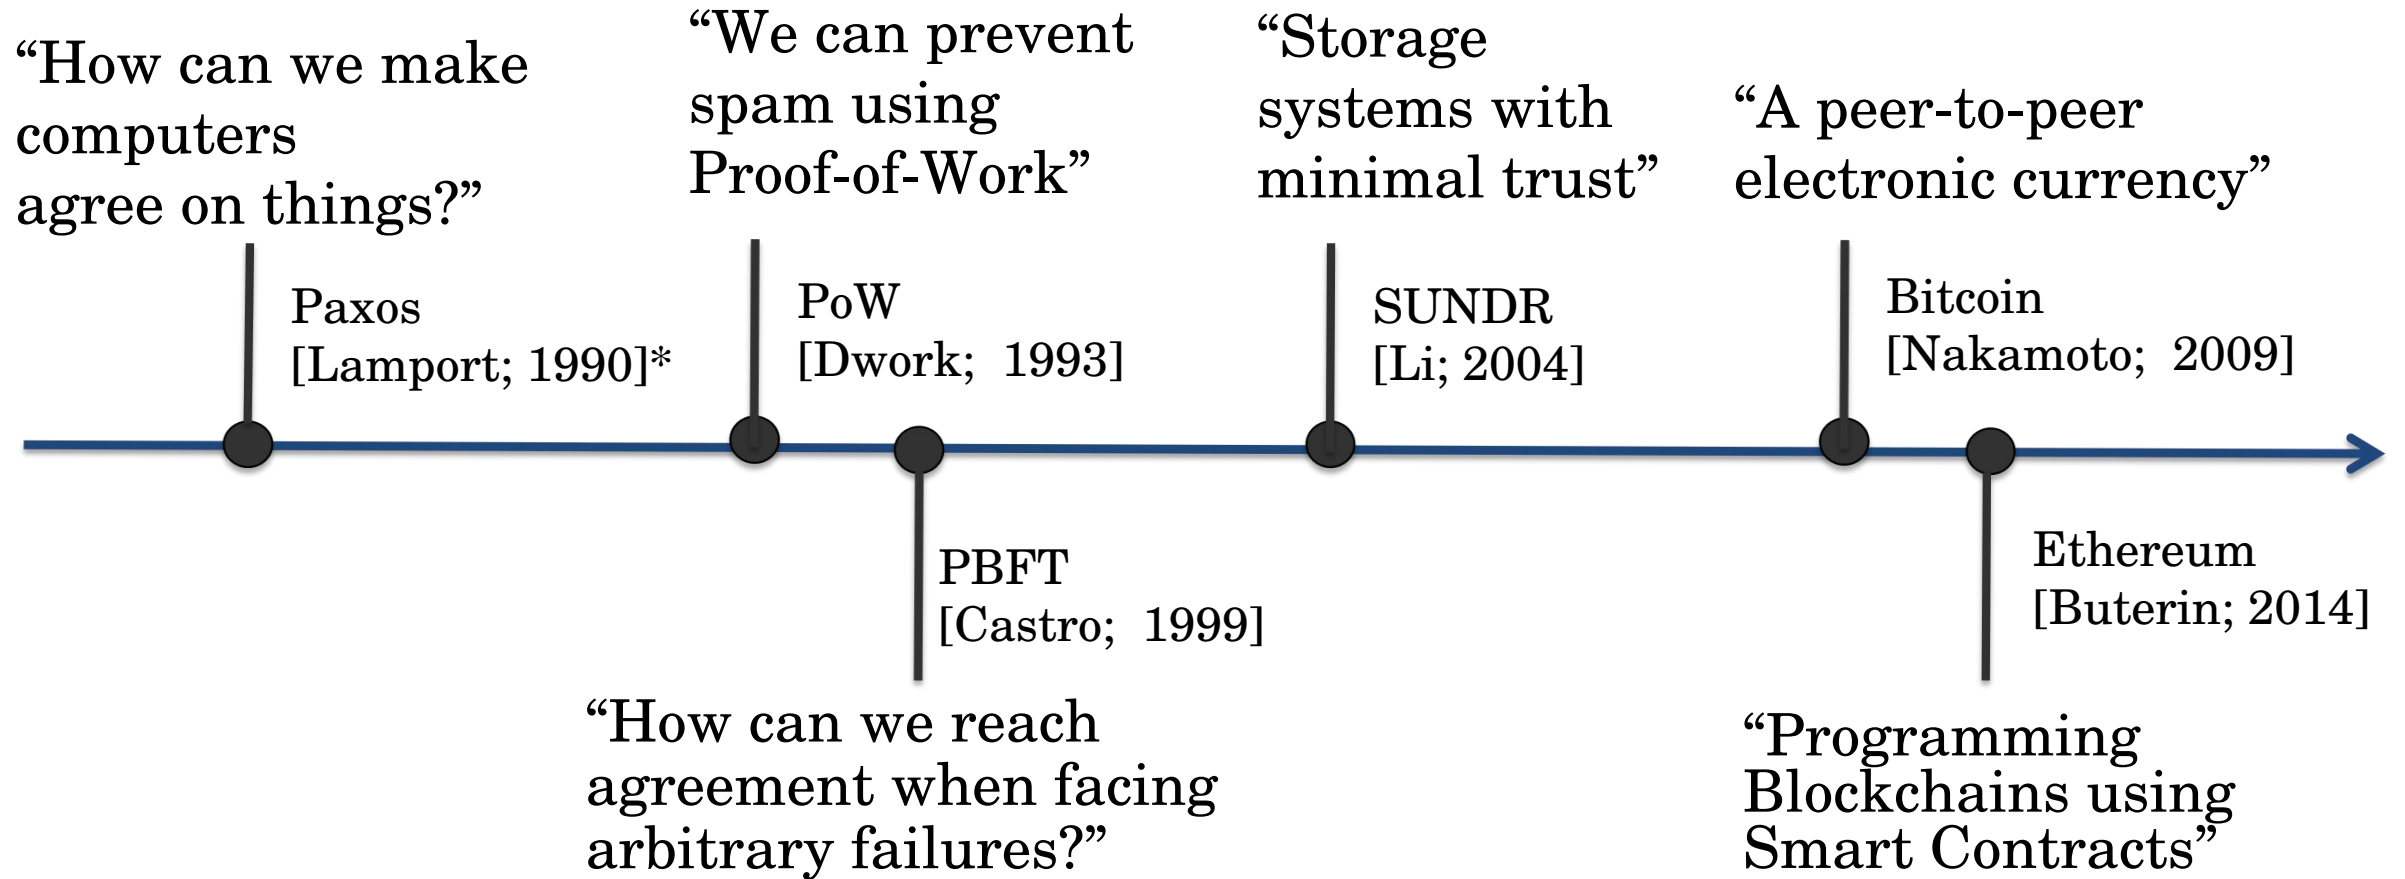 “How can we make
computers
agree on things?”
Paxos
[Lamport; 1990]*
“We can prevent
spam using
Proof-of-Work”
PoW
[Dwork;  1993]
PBFT
[Castro;  1999]
“How can we reach
agreement when facing
arbitrary failures?”
“Storage
systems with
minimal trust”
SUNDR
[Li; 2004]
“A peer-to-peer
electronic currency”
Bitcoin
[Nakamoto;  2009]
Ethereum
[Buterin; 2014]
“Programming
Blockchains using
Smart Contracts”